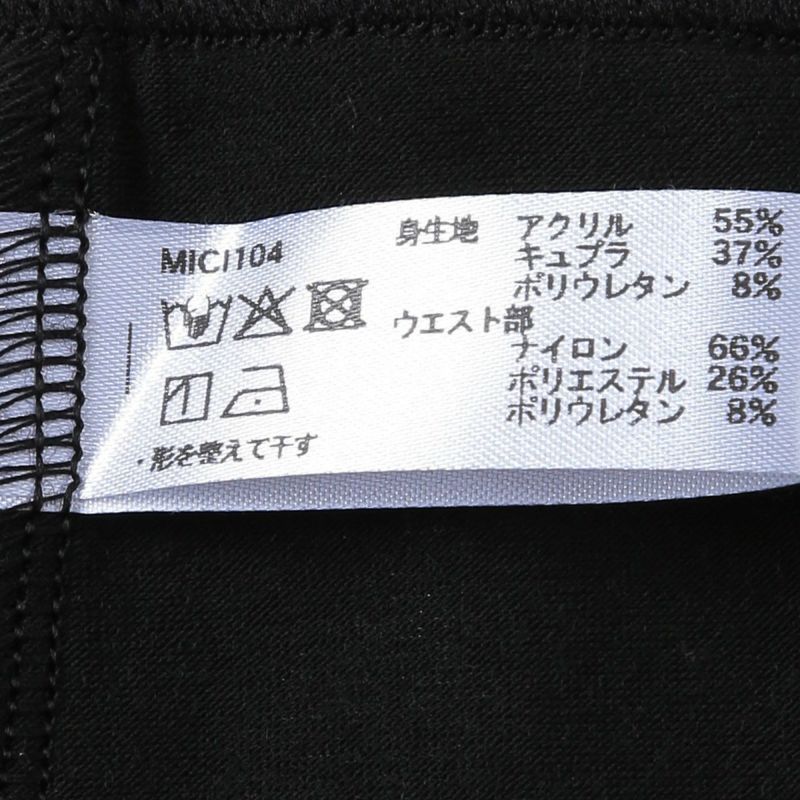 MICI104
・形を整えて干す
身生地 アクリル 55%
キュプラ 37%
ポリウレタン 8%
ウエスト部
ナイロン 66%
ポリエステル 26%
ポリウレタン 8%